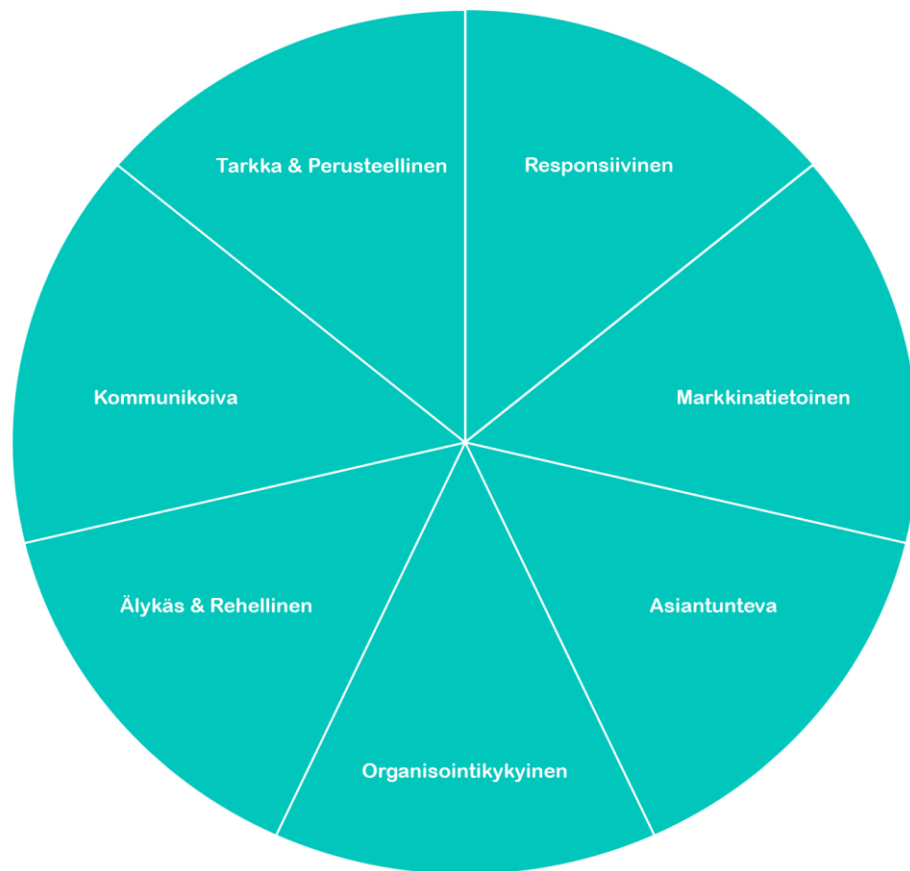 Tarkka & Perusteellinen
Responsiivinen
Kommunikoiva
Markkinatietoinen
Älykäs & Rehellinen
Asiantunteva
Organisointikykyinen